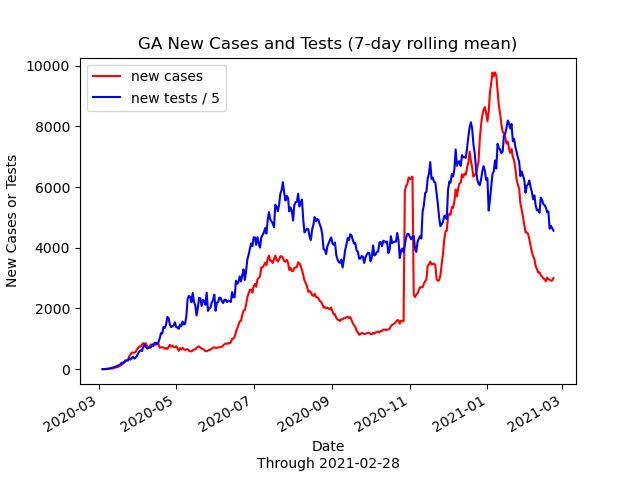 GA New Cases and Tests (7-day rolling mean)
new cases
new tests / 5
New Cases or Tests
10000
8000
6000
4000
2000
0
2020-03
2020-05
2020-07
2020-09
2020-11
2021-01
2021-03
Date
Through 2021-02-28